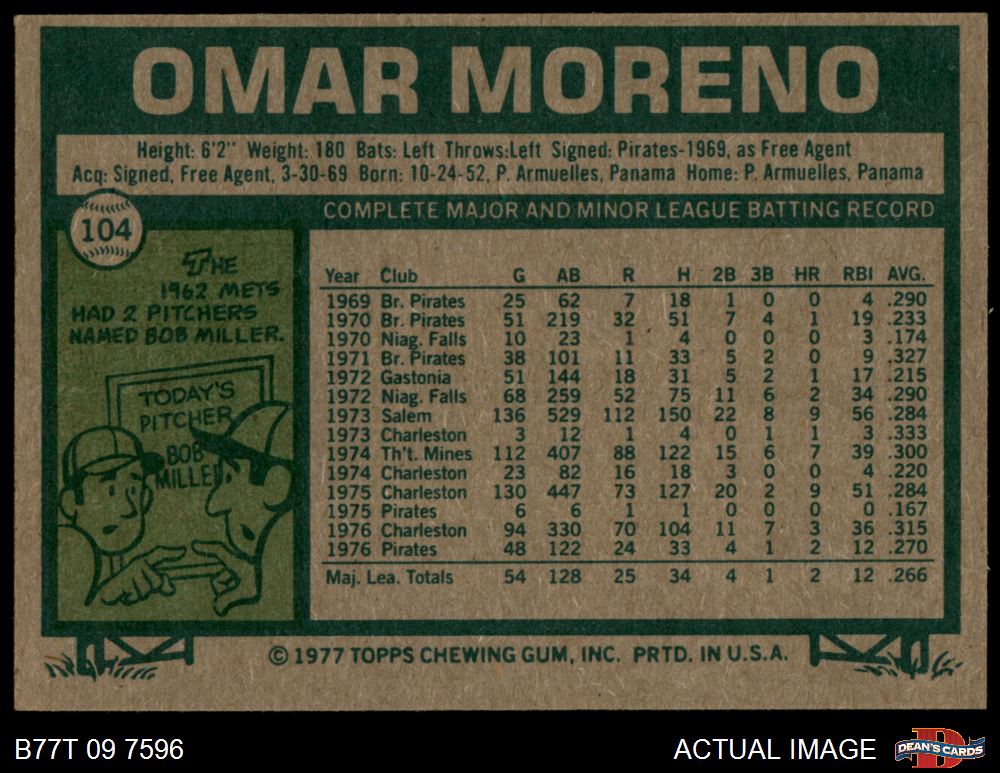 OMAR MORENO
Height: 6'2" Weight: 180 Bats: Left Throws:Left Signed: Pirates-1969, as Free Agent
Acq: Signed, Free Agent, 3-30-69 Born: 10-24-52, P. Armuelles, Panama Home: P. Armuelles, Panama
104
COMPLETE MAJOR AND MINOR LEAGUE BATTING RECORD
THE
1962 METS
HAD 2 PITCHERS
NAMED BOB MILLER.
TODAY'S
PITCHER
BOB
MILLER
Year Club G AB R H 2B 3B HR RBI AVG.
1969 Br. Pirates 25 62 7 18 1 0 0 4 .290
1970 Br. Pirates 51 219 32 51 7 4 1 19 .233
1970 Niag. Falls 10 23 1 4 0 0 0 3 .174
1971 Br. Pirates 38 101 11 33 5 2 0 9 .327
1972 Gastonia 51 144 18 31 5 2 1 17 .215
1972 Niag. Falls 68 259 52 75 11 6 2 34 .290
1973 Salem 136 529 112 150 22 8 9 56 .284
1973 Charleston 3 12 1 4 0 1 1 3 .333
1974 Th't. Mines 112 407 88 122 15 6 7 39 .300
1974 Charleston 23 82 16 18 3 0 0 4 .220
1975 Charleston 130 447 73 127 20 2 9 51 .284
1975 Pirates 6 6 1 1 0 0 0 0 .167
1976 Charleston 94 330 70 104 11 7 3 36 .315
1976 Pirates 48 122 24 33 4 1 2 12 .270
Maj. Lea. Totals 54 128 25 34 4 1 2 12 .266
© 1977 TOPPS CHEWING GUM, INC. PRTD. IN U.S.A.
B77T 09 7596
ACTUAL IMAGE
D
DEAN'S CARDS